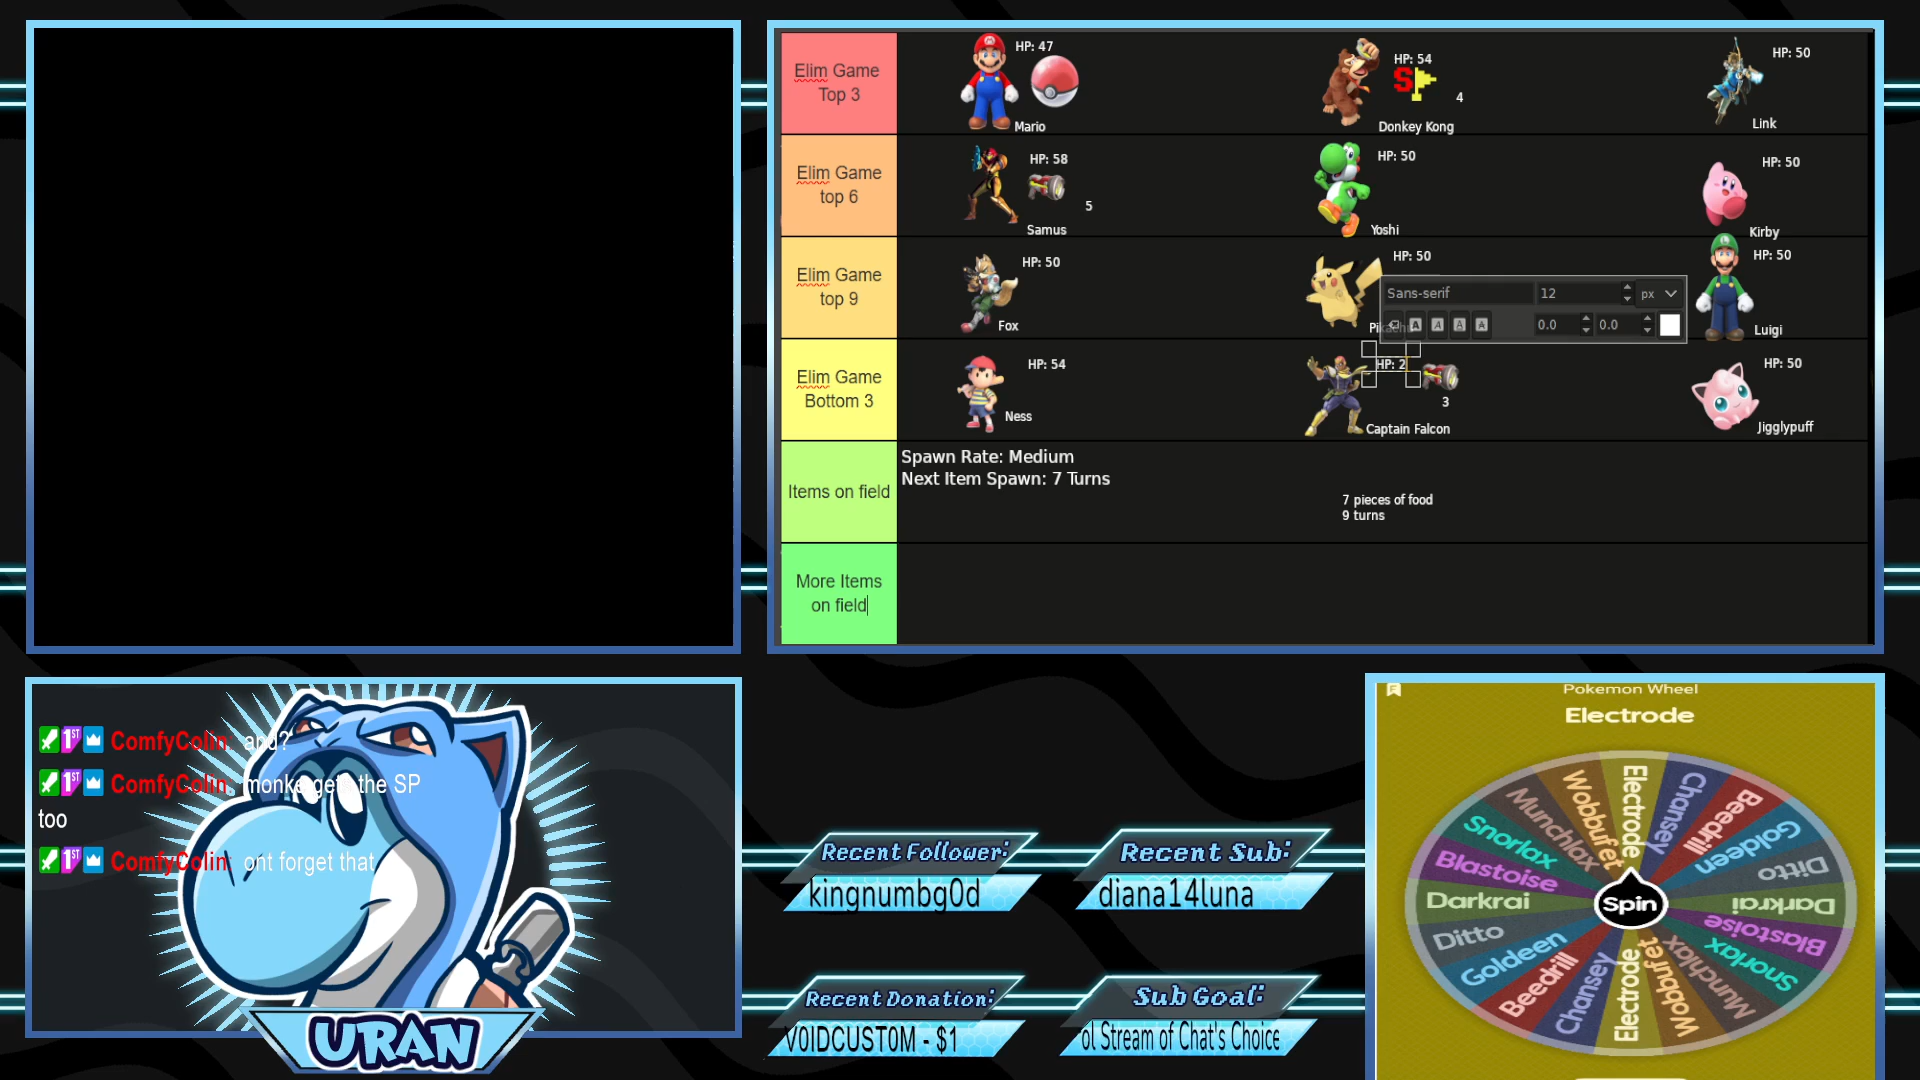 Elim Game
Top 3
HP: 47
Mario
HP: 54
S
4
Donkey Kong
HP: 50
Link
Elim Game
top 6
HP: 58
5
Samus
HP: 50
Yoshi
HP: 50
Kirby
Elim Game
top 9
HP: 50
Fox
HP: 50
HP: 50
Luigi
Sans-serif
12
px
A A A A
0.0
0.0
Elim Game
Bottom 3
HP: 54
Ness
HP: 2
3
Captain Falcon
HP: 50
Jigglypuff
Items on field
Spawn Rate: Medium
Next Item Spawn: 7 Turns
7 pieces of food
9 turns
More Items
on field
1ST ComfyColin: and?
1ST ComfyColin: monke gets the SP
too
1ST ComfyColin: ont forget that
URAN
Recent Follower:
kingnumbg0d
Recent Sub:
diana14luna
Recent Donation:
V0IDCUST0M - $1
Sub Goal:
ol Stream of Chat's Choice
Pokemon Wheel
Electrode
Electrode
Chansey
Beedrill
Goldeen
Ditto
Darkrai
Blastoise
Snorlax
Munchlax
Wobbuffet
Electrode
Chansey
Beedrill
Goldeen
Ditto
Darkrai
Blastoise
Snorlax
Munchlax
Wobbuffet
Spin